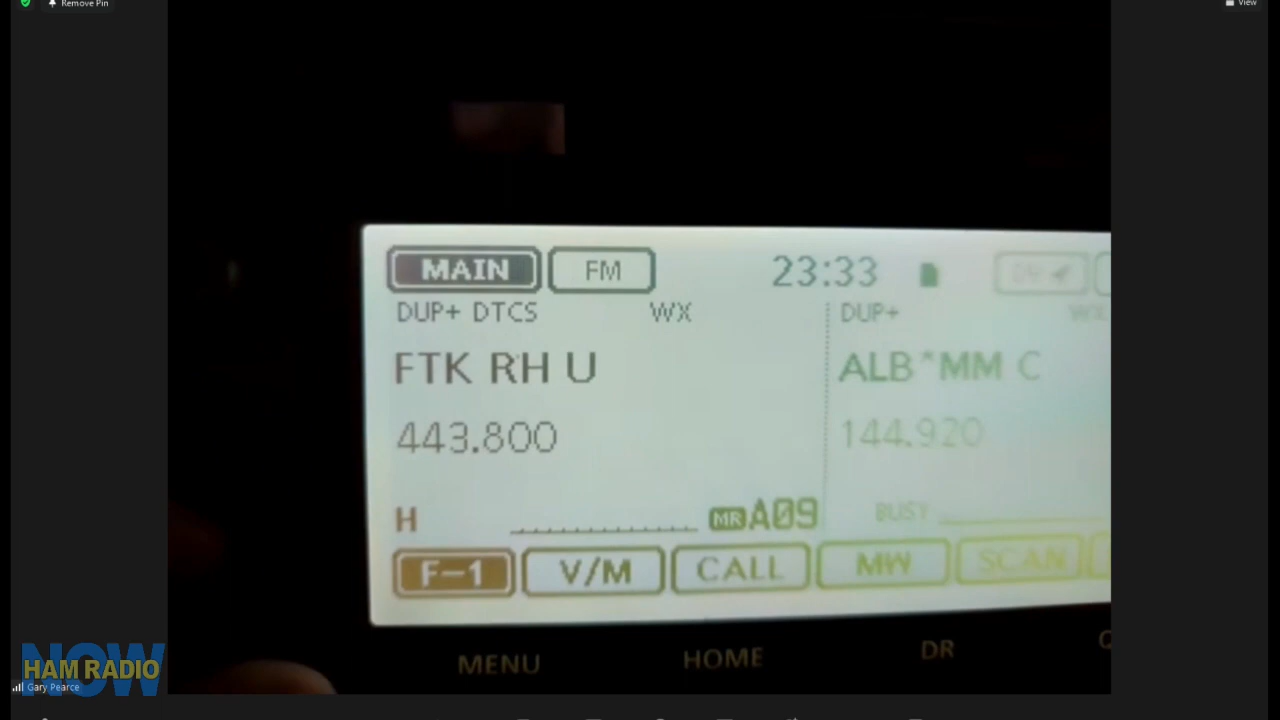 Remove Pin
View
MAIN FM 23:33
DUP+ DTCS WX DUP+ WX
FTK RH U ALB*MM C
443.800 144.920
H MR A09 BUSY
F-1 V/M CALL MW SCAN
MENU HOME DR
HAM RADIO
NOW
Gary Pearce